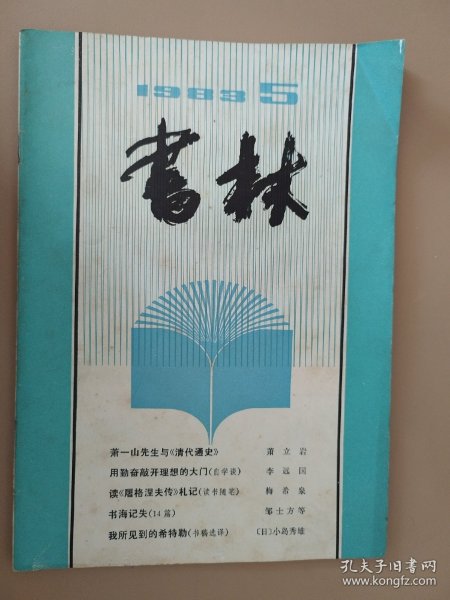 1983 5
书林
萧一山先生与《清代通史》 萧立岩
用勤奋敲开理想的大门(自学谈) 李远国
读《屠格涅夫传》札记(读书随笔) 梅希泉
书海记失(14篇) 邹士方等
我所见到的希特勒(书稿选译) 〔日〕小岛秀雄
孔夫子旧书网
www.kongfz.com